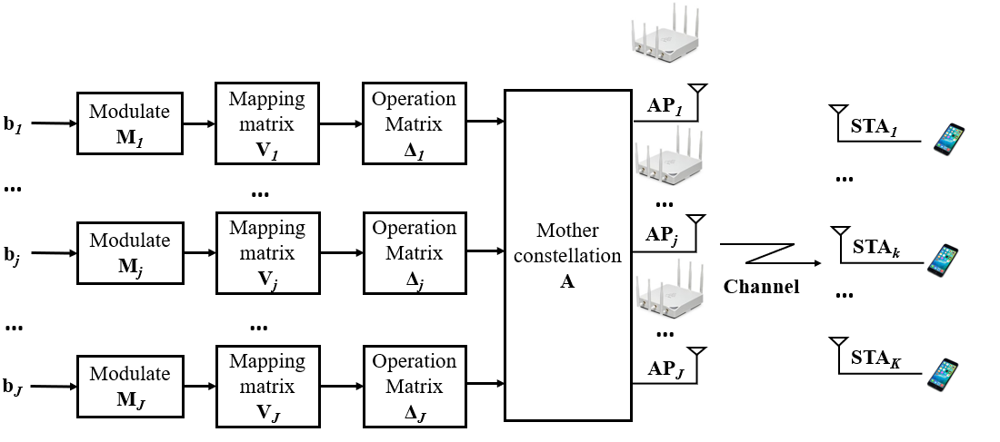 b1
Modulate
M1
Mapping
matrix
V1
Operation
Matrix
Δ1
AP1
STA1
...
...
...
...
bj
Modulate
Mj
Mapping
matrix
Vj
Operation
Matrix
Δj
Mother
constellation
A
APj
Channel
STAk
...
...
...
...
bJ
Modulate
MJ
Mapping
matrix
VJ
Operation
Matrix
ΔJ
APJ
STAK